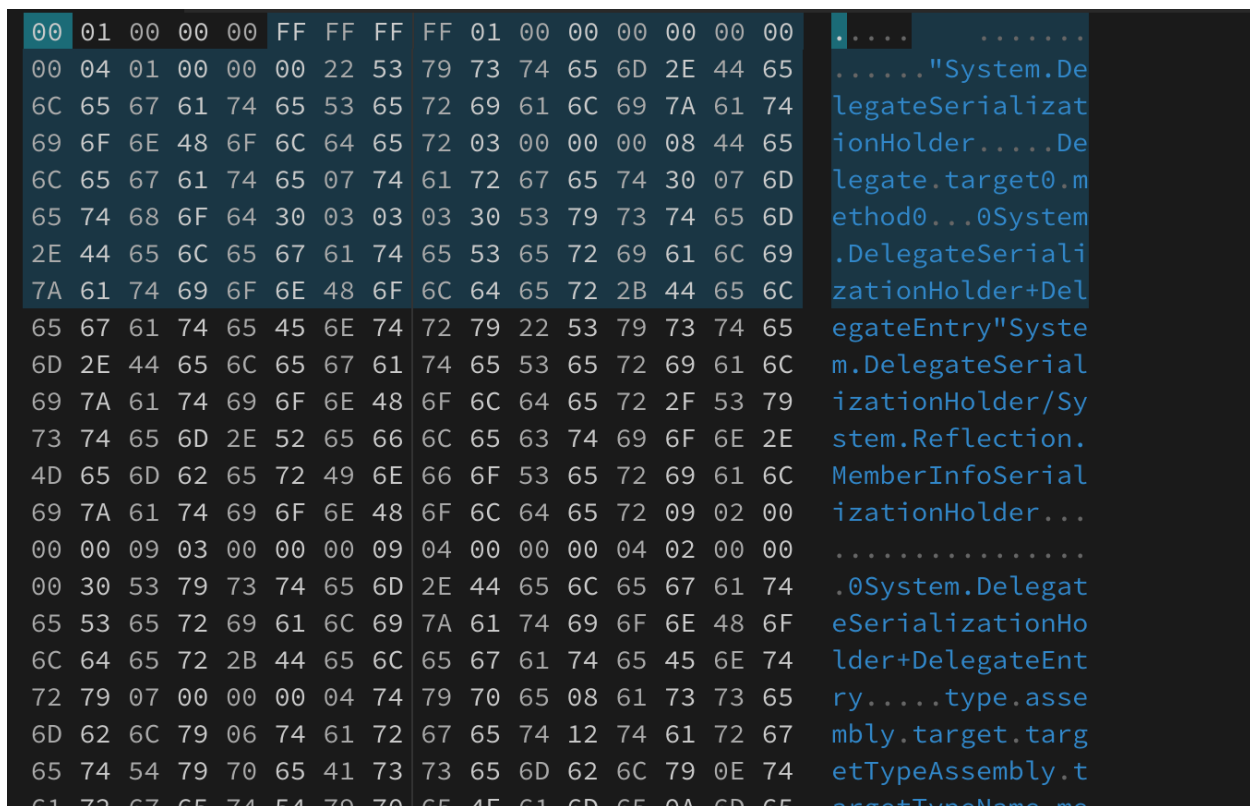 00 01 00 00 00 FF FF FF FF 01 00 00 00 00 00 00 ..... .......
00 04 01 00 00 00 22 53 79 73 74 65 6D 2E 44 65 ......"System.De
6C 65 67 61 74 65 53 65 72 69 61 6C 69 7A 61 74 legateSerializat
69 6F 6E 48 6F 6C 64 65 72 03 00 00 00 08 44 65 ionHolder.....De
6C 65 67 61 74 65 07 74 61 72 67 65 74 30 07 6D legate.target0.m
65 74 68 6F 64 30 03 03 03 30 53 79 73 74 65 6D ethod0...0System
2E 44 65 6C 65 67 61 74 65 53 65 72 69 61 6C 69 .DelegateSeriali
7A 61 74 69 6F 6E 48 6F 6C 64 65 72 2B 44 65 6C zationHolder+Del
65 67 61 74 65 45 6E 74 72 79 22 53 79 73 74 65 egateEntry"Syste
6D 2E 44 65 6C 65 67 61 74 65 53 65 72 69 61 6C m.DelegateSerial
69 7A 61 74 69 6F 6E 48 6F 6C 64 65 72 2F 53 79 izationHolder/Sy
73 74 65 6D 2E 52 65 66 6C 65 63 74 69 6F 6E 2E stem.Reflection.
4D 65 6D 62 65 72 49 6E 66 6F 53 65 72 69 61 6C MemberInfoSerial
69 7A 61 74 69 6F 6E 48 6F 6C 64 65 72 09 02 00 izationHolder...
00 00 09 03 00 00 00 09 04 00 00 00 04 02 00 00 ................
00 30 53 79 73 74 65 6D 2E 44 65 6C 65 67 61 74 .0System.Delegat
65 53 65 72 69 61 6C 69 7A 61 74 69 6F 6E 48 6F eSerializationHo
6C 64 65 72 2B 44 65 6C 65 67 61 74 65 45 6E 74 lder+DelegateEnt
72 79 07 00 00 00 04 74 79 70 65 08 61 73 73 65 ry.....type.asse
6D 62 6C 79 06 74 61 72 67 65 74 12 74 61 72 67 mbly.target.targ
65 74 54 79 70 65 41 73 73 65 6D 62 6C 79 0E 74 etTypeAssembly.t
61 72 67 65 74 54 79 70 65 4E 61 6D 65 0A 6D 65 argetTypeName.me